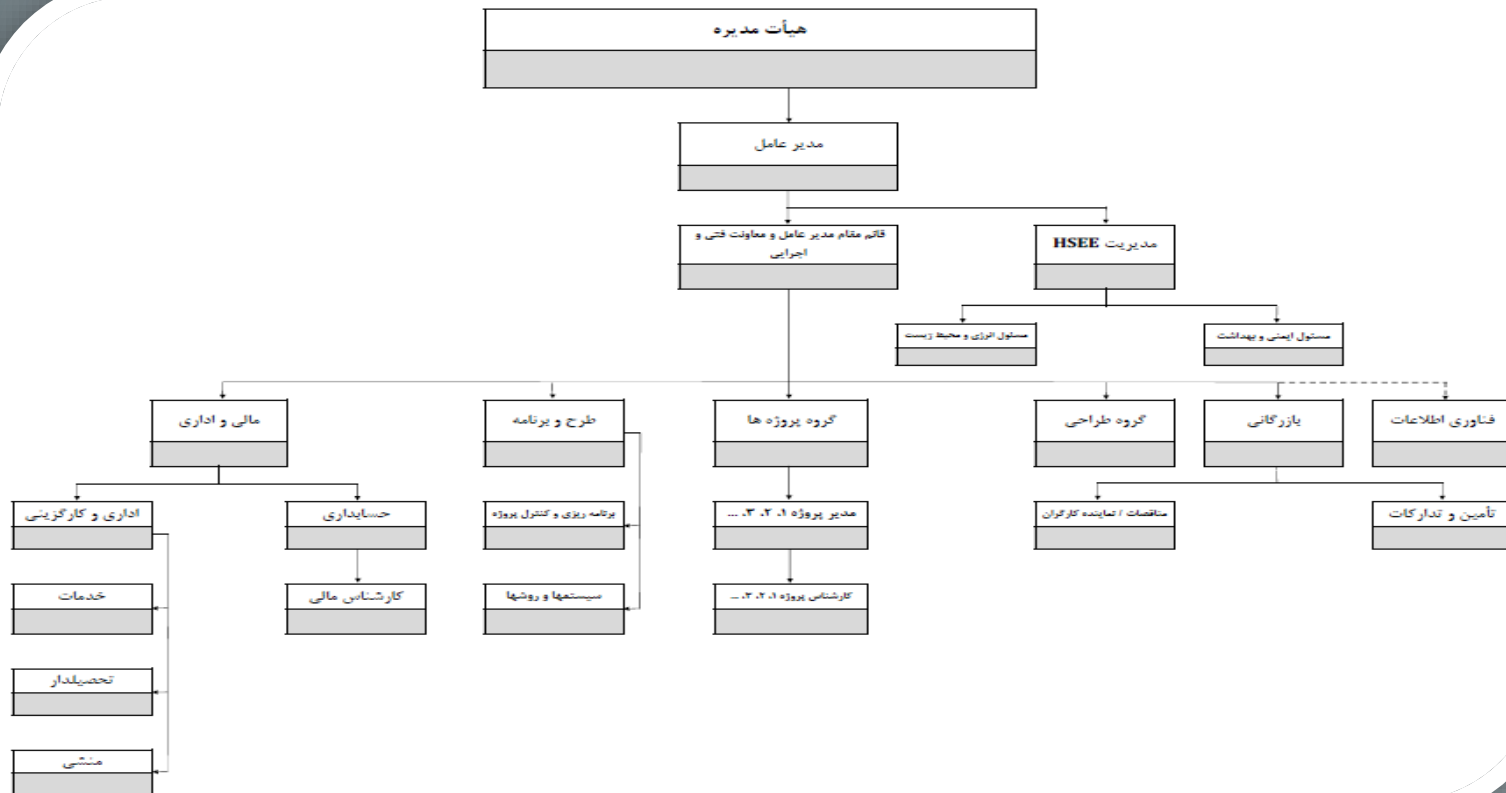 هیأت مدیره
مدیر عامل
قائم مقام مدیر عامل و معاونت فنی و
اجرایی
مدیریت HSEE
مسئول انرژی و محیط زیست
مسئول ایمنی و بهداشت
مالی و اداری
طرح و برنامه
گروه پروژه ها
گروه طراحی
بازرگانی
فناوری اطلاعات
اداری و کارگزینی
حسابداری
برنامه ریزی و کنترل پروژه
مدیر پروژه ۱، ۲، ۳، ...
مناقصات / نماینده کارگران
تأمین و تدارکات
خدمات
کارشناس مالی
سیستمها و روشها
کارشناس پروژه ۱، ۲، ۳، ...
تحصیلدار
منشی